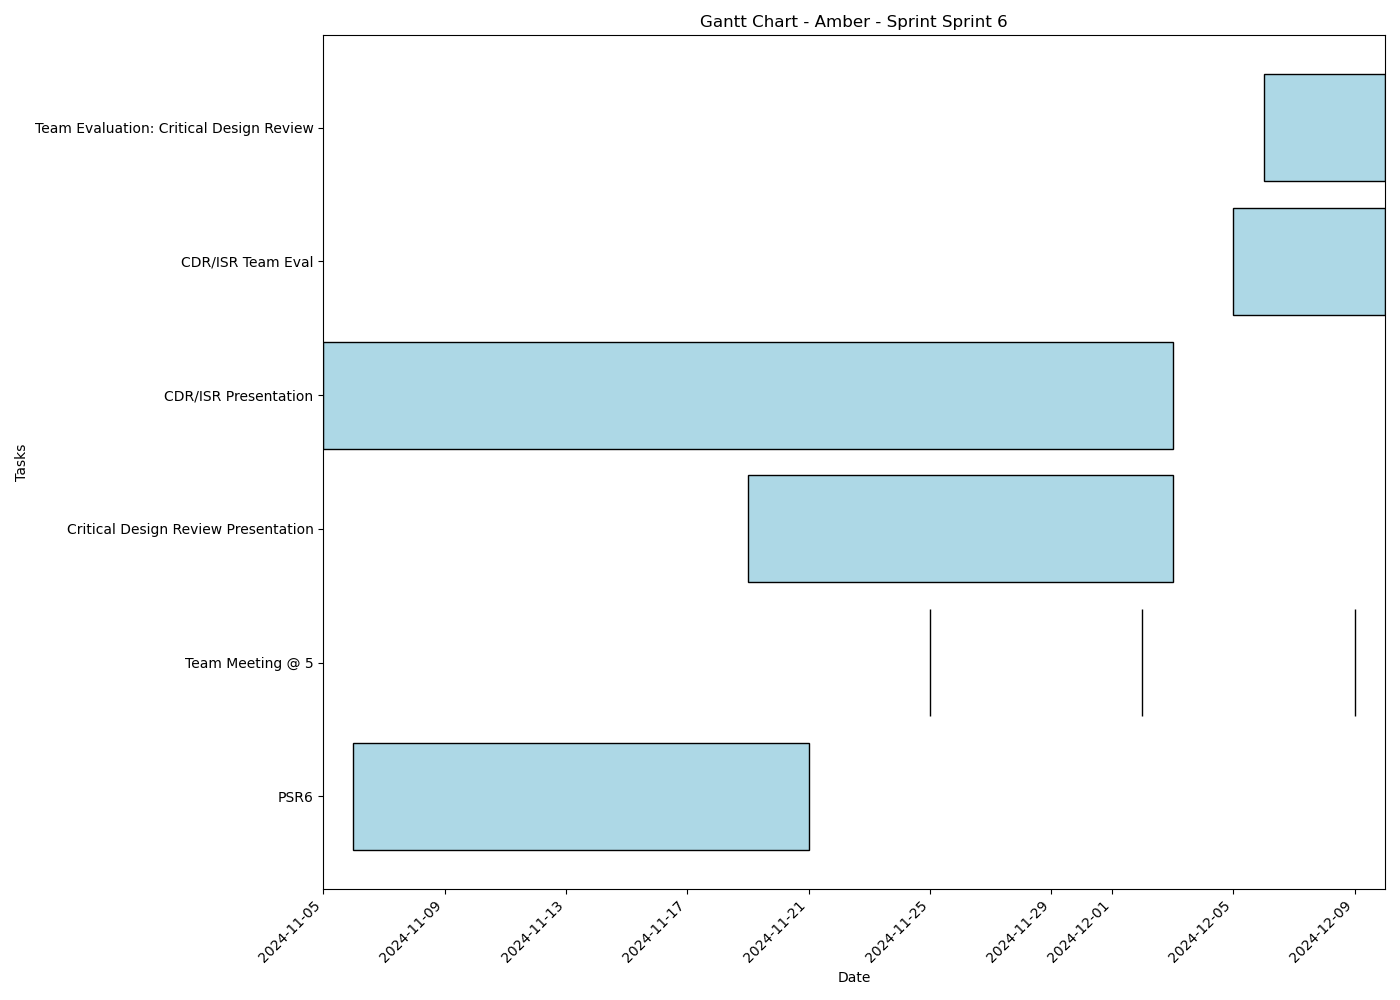 Gantt Chart - Amber - Sprint Sprint 6
Team Evaluation: Critical Design Review
CDR/ISR Team Eval
CDR/ISR Presentation
Critical Design Review Presentation
Team Meeting @ 5
PSR6
Tasks
2024-11-05
2024-11-09
2024-11-13
2024-11-17
2024-11-21
2024-11-25
2024-11-29
2024-12-01
2024-12-05
2024-12-09
Date